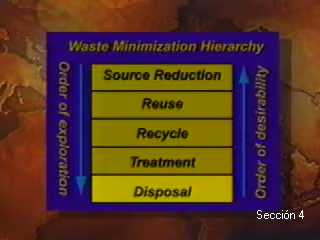 Waste Minimization Hierarchy
Order of exploration
Source Reduction
Reuse
Recycle
Treatment
Disposal
Order of desirability
Sección 4